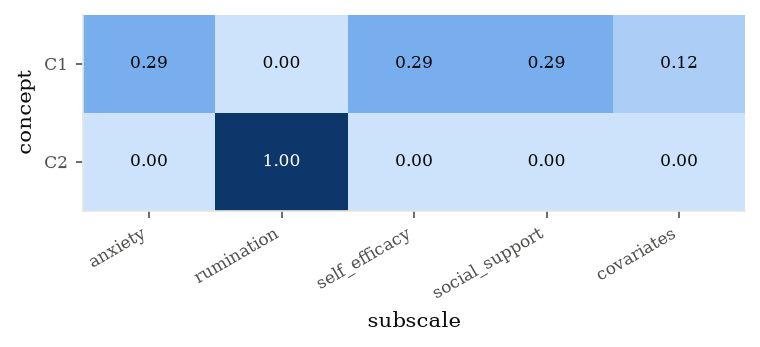 C1 0.29 0.00 0.29 0.29 0.12
C2 0.00 1.00 0.00 0.00 0.00
concept
anxiety rumination self_efficacy social_support covariates
subscale